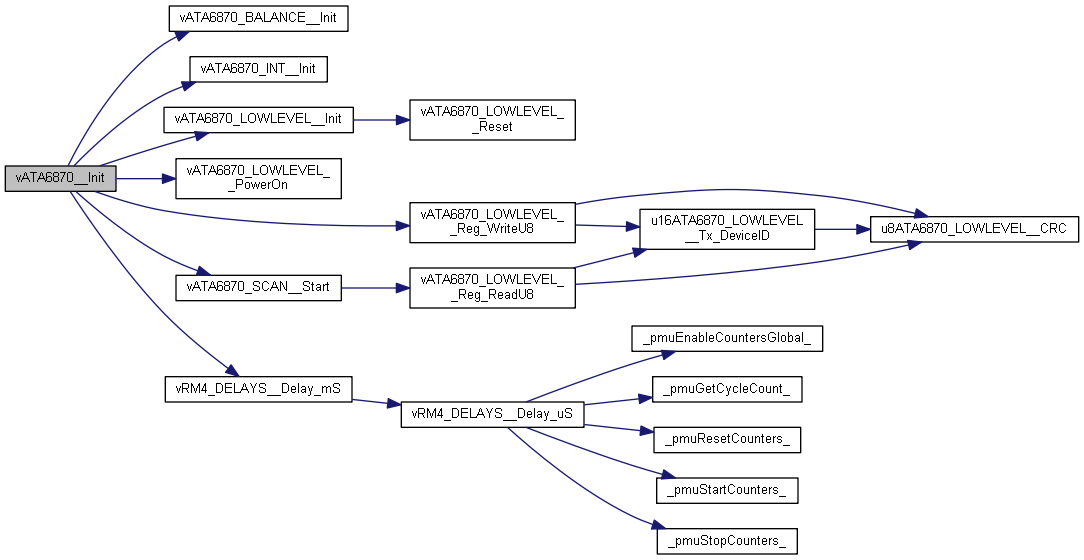 vATA6870_BALANCE__Init
vATA6870_INT__Init
vATA6870_LOWLEVEL__Init
vATA6870_LOWLEVEL_
_Reset
vATA6870__Init
vATA6870_LOWLEVEL_
_PowerOn
vATA6870_LOWLEVEL_
_Reg_WriteU8
u16ATA6870_LOWLEVEL
__Tx_DeviceID
u8ATA6870_LOWLEVEL__CRC
vATA6870_SCAN__Start
vATA6870_LOWLEVEL_
_Reg_ReadU8
_pmuEnableCountersGlobal_
vRM4_DELAYS__Delay_mS
_pmuGetCycleCount_
vRM4_DELAYS__Delay_uS
_pmuResetCounters_
_pmuStartCounters_
_pmuStopCounters_